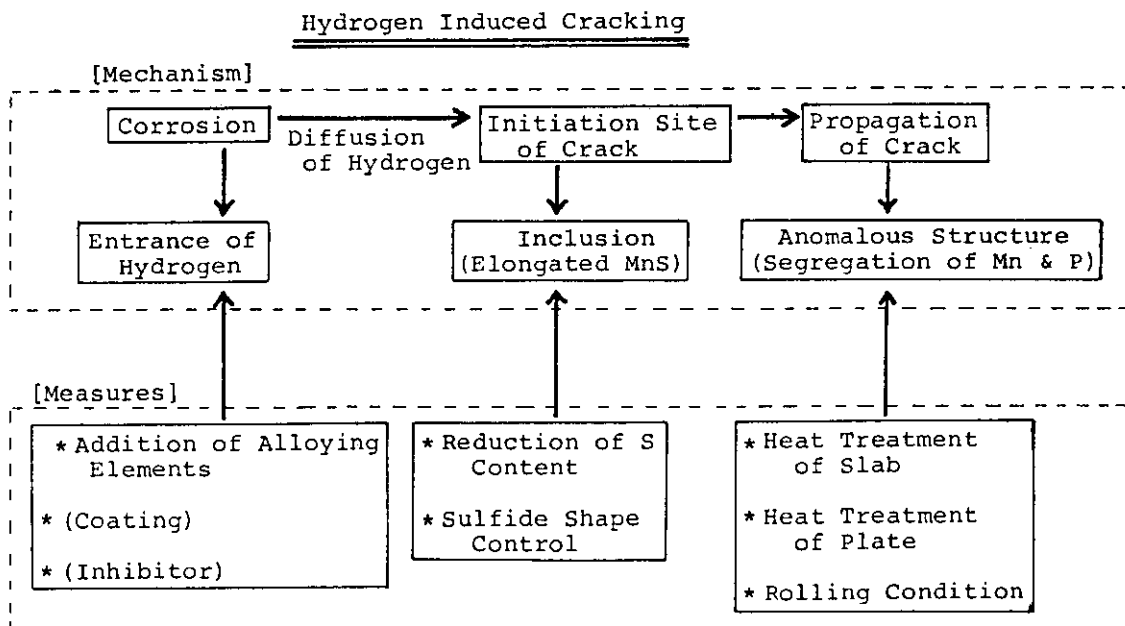 Hydrogen Induced Cracking
[Mechanism]
Corrosion
Diffusion
of Hydrogen
Initiation Site
of Crack
Propagation
of Crack
Entrance of
Hydrogen
Inclusion
(Elongated MnS)
Anomalous Structure
(Segregation of Mn & P)
[Measures]
* Addition of Alloying
Elements
* (Coating)
* (Inhibitor)
* Reduction of S
Content
* Sulfide Shape
Control
* Heat Treatment
of Slab
* Heat Treatment
of Plate
* Rolling Condition